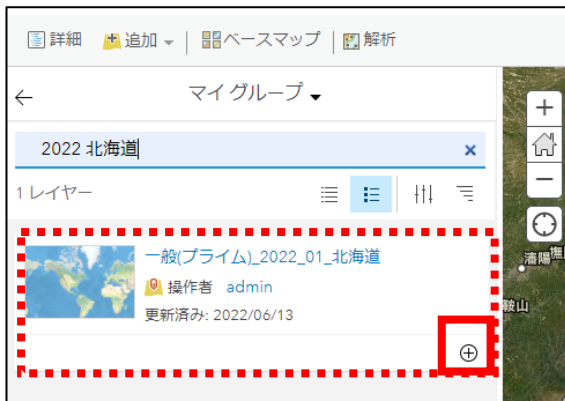 詳細 追加 ベースマップ 解析
マイ グループ
2022 北海道
1 レイヤー
一般(プライム)_2022_01_北海道
操作者 admin
更新済み: 2022/06/13
瀋陽
撫
鞍山